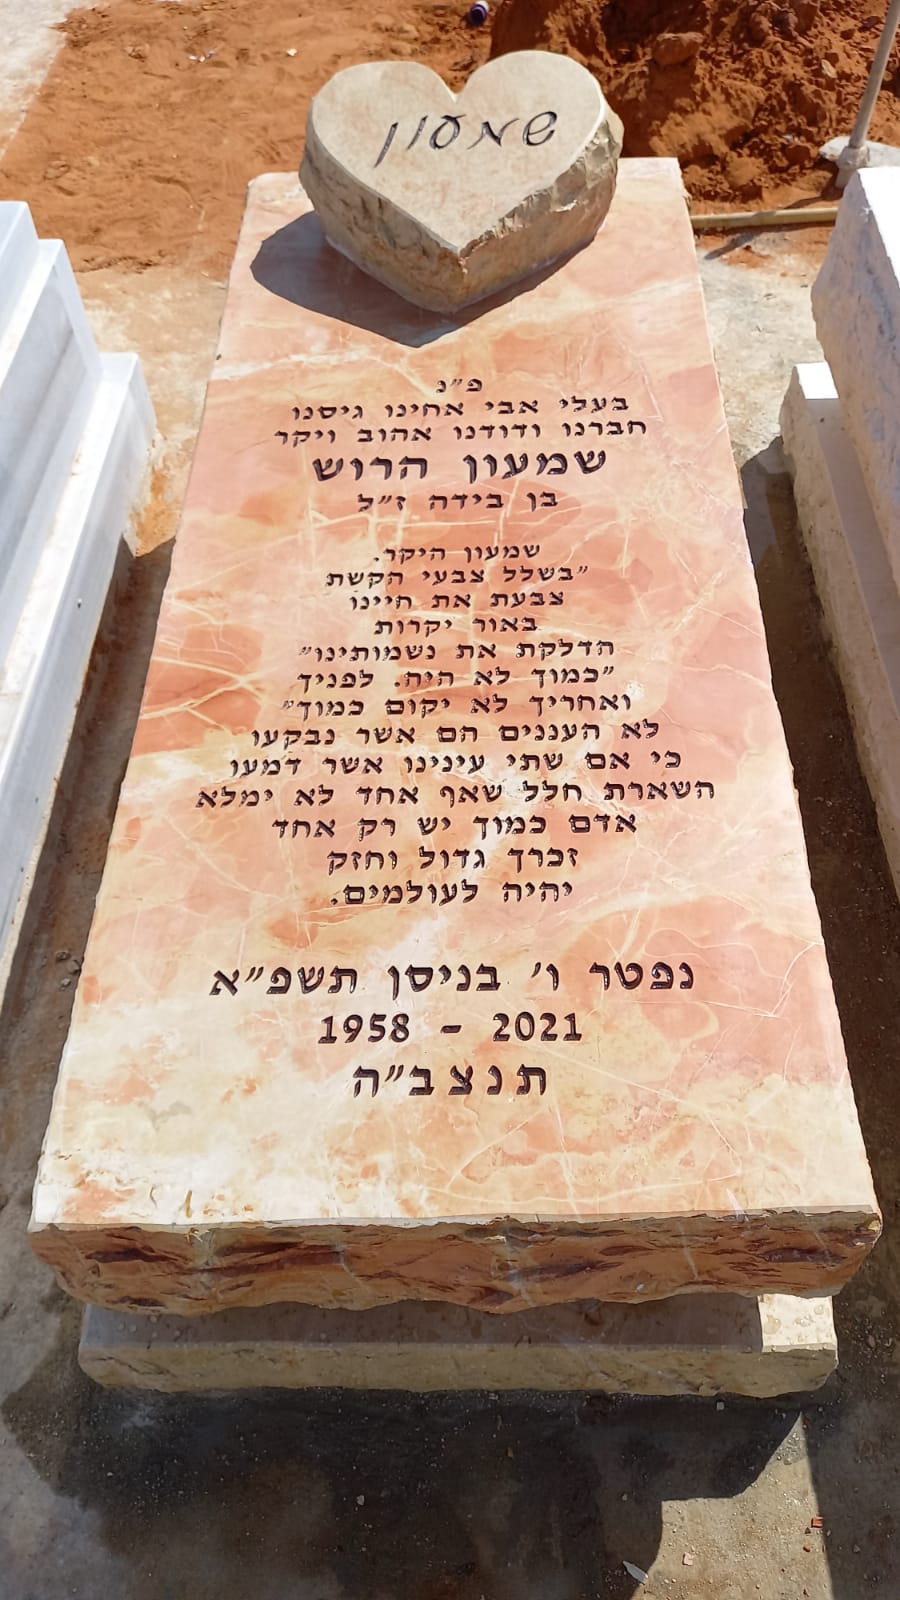 שמעון
פ״נ
בעלי אבי אחינו גיסנו
חברנו ודודנו אהוב ויקר
שמעון הרוש
בן בידה ז״ל
שמעון היקר.
״בשלל צבעי הקשת
צבעת את חיינו
באור יקרות
הדלקת את נשמותינו״
״כמוך לא היה. לפניך
ואחריך לא יקום כמוך״
לא העננים הם אשר נבקעו
כי אם שתי עינינו אשר דמעו
השארת חלל שאף אחד לא ימלא
אדם כמוך יש רק אחד
זכרך גדול וחזק
יהיה לעולמים.
נפטר ו׳ בניסן תשפ״א
1958 - 2021
תנצב״ה